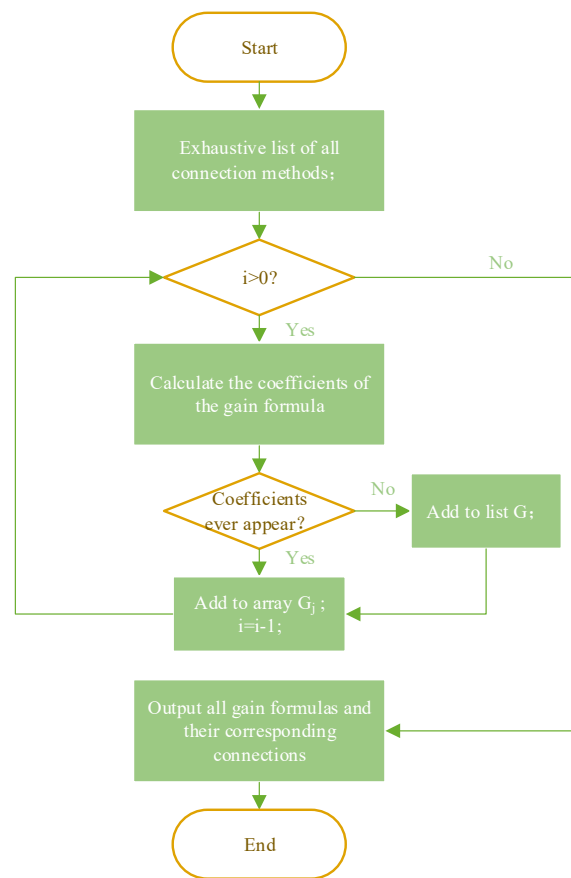 Start
Exhaustive list of all
connection methods；
i>0?
No
Yes
Calculate the coefficients of
the gain formula
Coefficients
ever appear?
No
Add to list G；
Yes
Add to array Gj ;
i=i-1;
Output all gain formulas and
their corresponding
connections
End